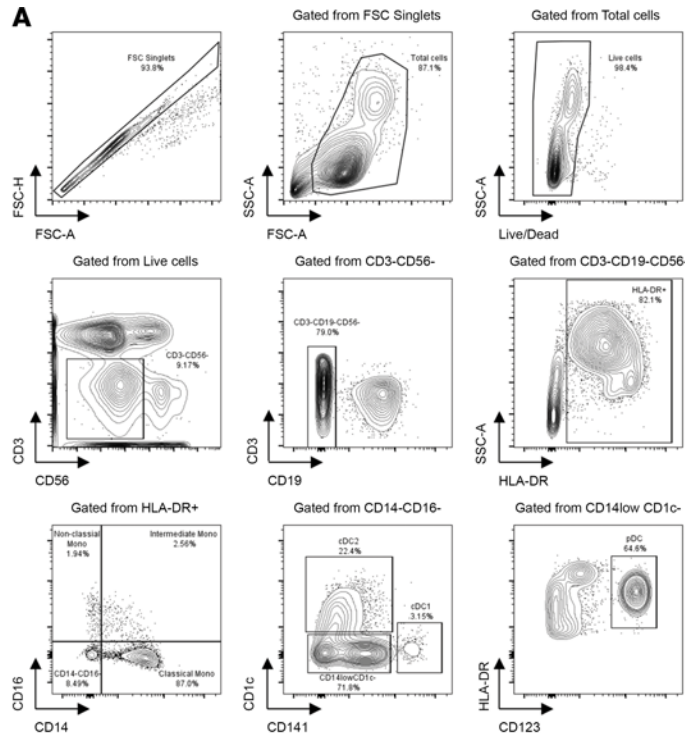 A
FSC Singlets
93.8%
FSC-H
FSC-A
Gated from FSC Singlets
Total cells
87.1%
SSC-A
FSC-A
Gated from Total cells
Live cells
98.4%
SSC-A
Live/Dead
Gated from Live cells
CD3-CD56-
9.17%
CD3
CD56
Gated from CD3-CD56-
CD3-CD19-CD56-
79.0%
CD3
CD19
Gated from CD3-CD19-CD56-
HLA-DR+
82.1%
SSC-A
HLA-DR
Gated from HLA-DR+
Non-classial
Mono
1.94%
Intermediate Mono
2.56%
CD14-CD16-
8.49%
Classical Mono
87.0%
CD16
CD14
Gated from CD14-CD16-
cDC2
22.4%
cDC1
3.15%
CD14lowCD1c-
71.8%
CD1c
CD141
Gated from CD14low CD1c-
pDC
64.6%
HLA-DR
CD123